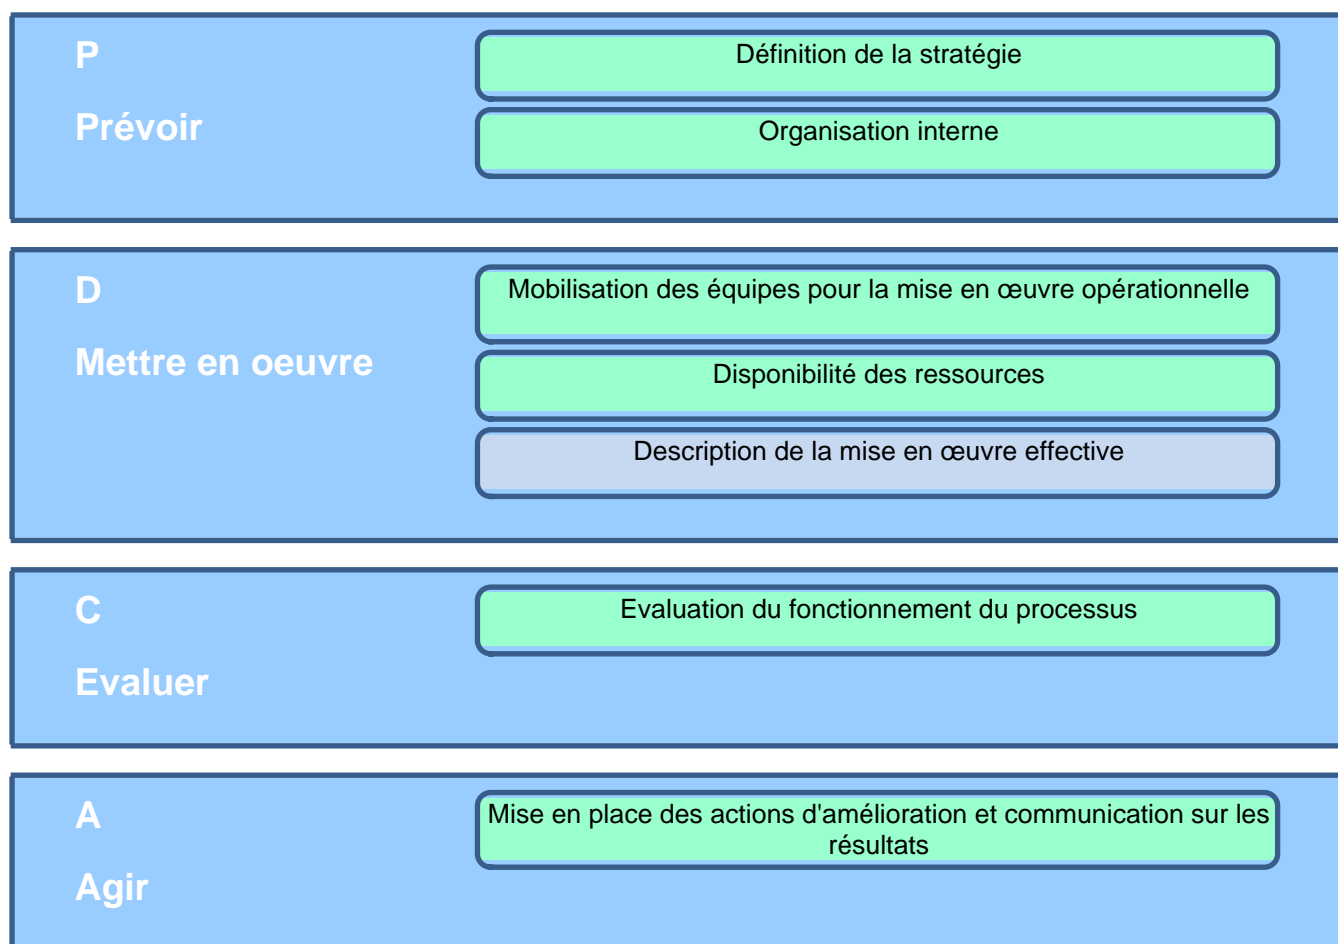 P
Prévoir
Définition de la stratégie
Organisation interne
D
Mettre en oeuvre
Mobilisation des équipes pour la mise en œuvre opérationnelle
Disponibilité des ressources
Description de la mise en œuvre effective
C
Evaluer
Evaluation du fonctionnement du processus
A
Agir
Mise en place des actions d'amélioration et communication sur les
résultats